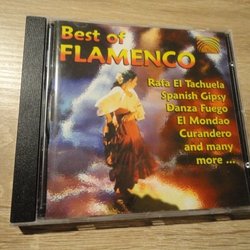 Best of
FLAMENCO
Rafa El Tachuela
Spanish Gipsy
Danza Fuego
El Mondao
Curandero
and many
more ...